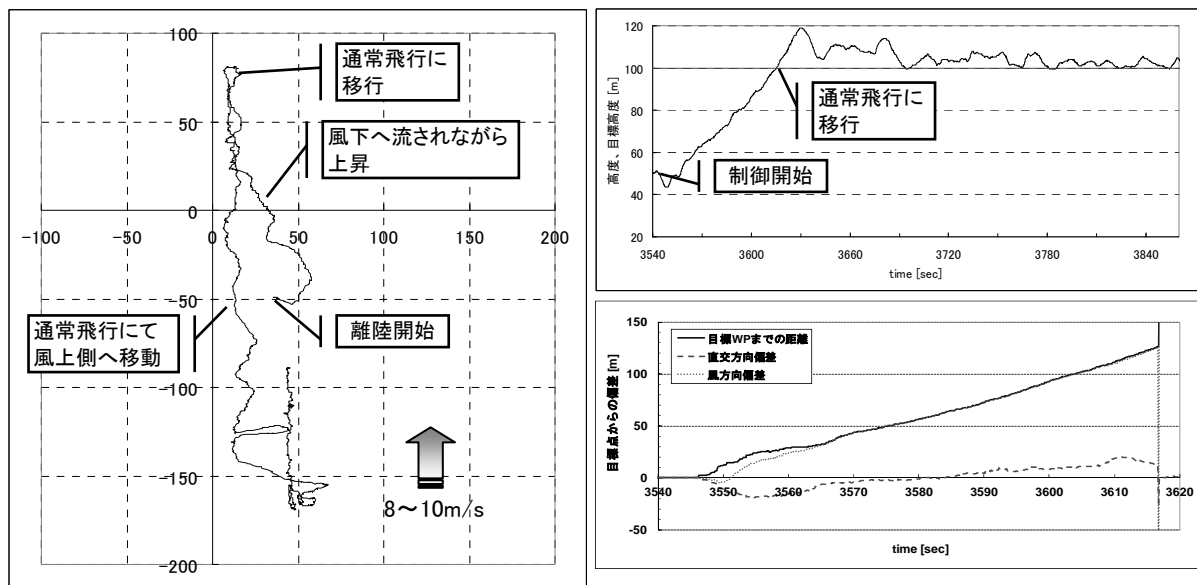 100
通常飛行に
移行
50
風下へ流されながら
上昇
0
-100
-50
0
50
100
150
200
-50
通常飛行にて
風上側へ移動
離陸開始
-100
-150
8～10m/s
-200
高度、目標高度 [m]
120
100
80
60
40
20
通常飛行に
移行
制御開始
3540
3600
3660
3720
3780
3840
time [sec]
目標点からの偏差 [m]
150
100
50
0
-50
目標WPまでの距離
直交方向偏差
風方向偏差
3540
3550
3560
3570
3580
3590
3600
3610
3620
time [sec]